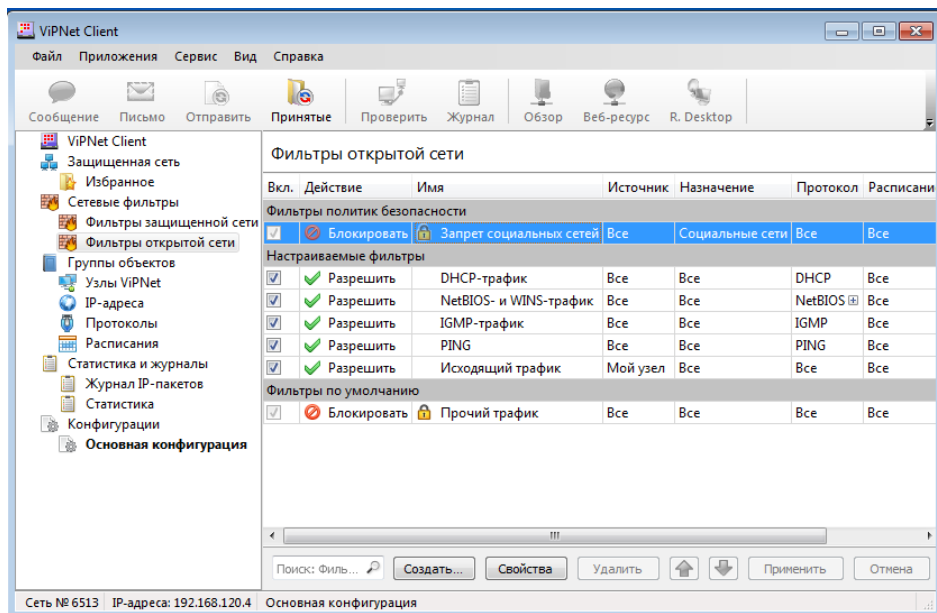 ViPNet Client
Файл Приложения Сервис Вид Справка
Сообщение Письмо Отправить Принятые Проверить Журнал Обзор Веб-ресурс R. Desktop
ViPNet Client
Защищенная сеть
Избранное
Сетевые фильтры
Фильтры защищенной сети
Фильтры открытой сети
Группы объектов
Узлы ViPNet
IP-адреса
Протоколы
Расписания
Статистика и журналы
Журнал IP-пакетов
Статистика
Конфигурации
Основная конфигурация
Фильтры открытой сети
Вкл. Действие Имя Источник Назначение Протокол Расписани
Фильтры политик безопасности
Блокировать Запрет социальных сетей Все Социальные сети Все Все
Настраиваемые фильтры
Разрешить DHCP-трафик Все Все DHCP Все
Разрешить NetBIOS- и WINS-трафик Все Все NetBIOS Все
Разрешить IGMP-трафик Все Все IGMP Все
Разрешить PING Все Все PING Все
Разрешить Исходящий трафик Мой узел Все Все Все
Фильтры по умолчанию
Блокировать Прочий трафик Все Все Все Все
Поиск: Филь... Создать... Свойства Удалить Применить Отмена
Сеть № 6513 IP-адреса: 192.168.120.4 Основная конфигурация